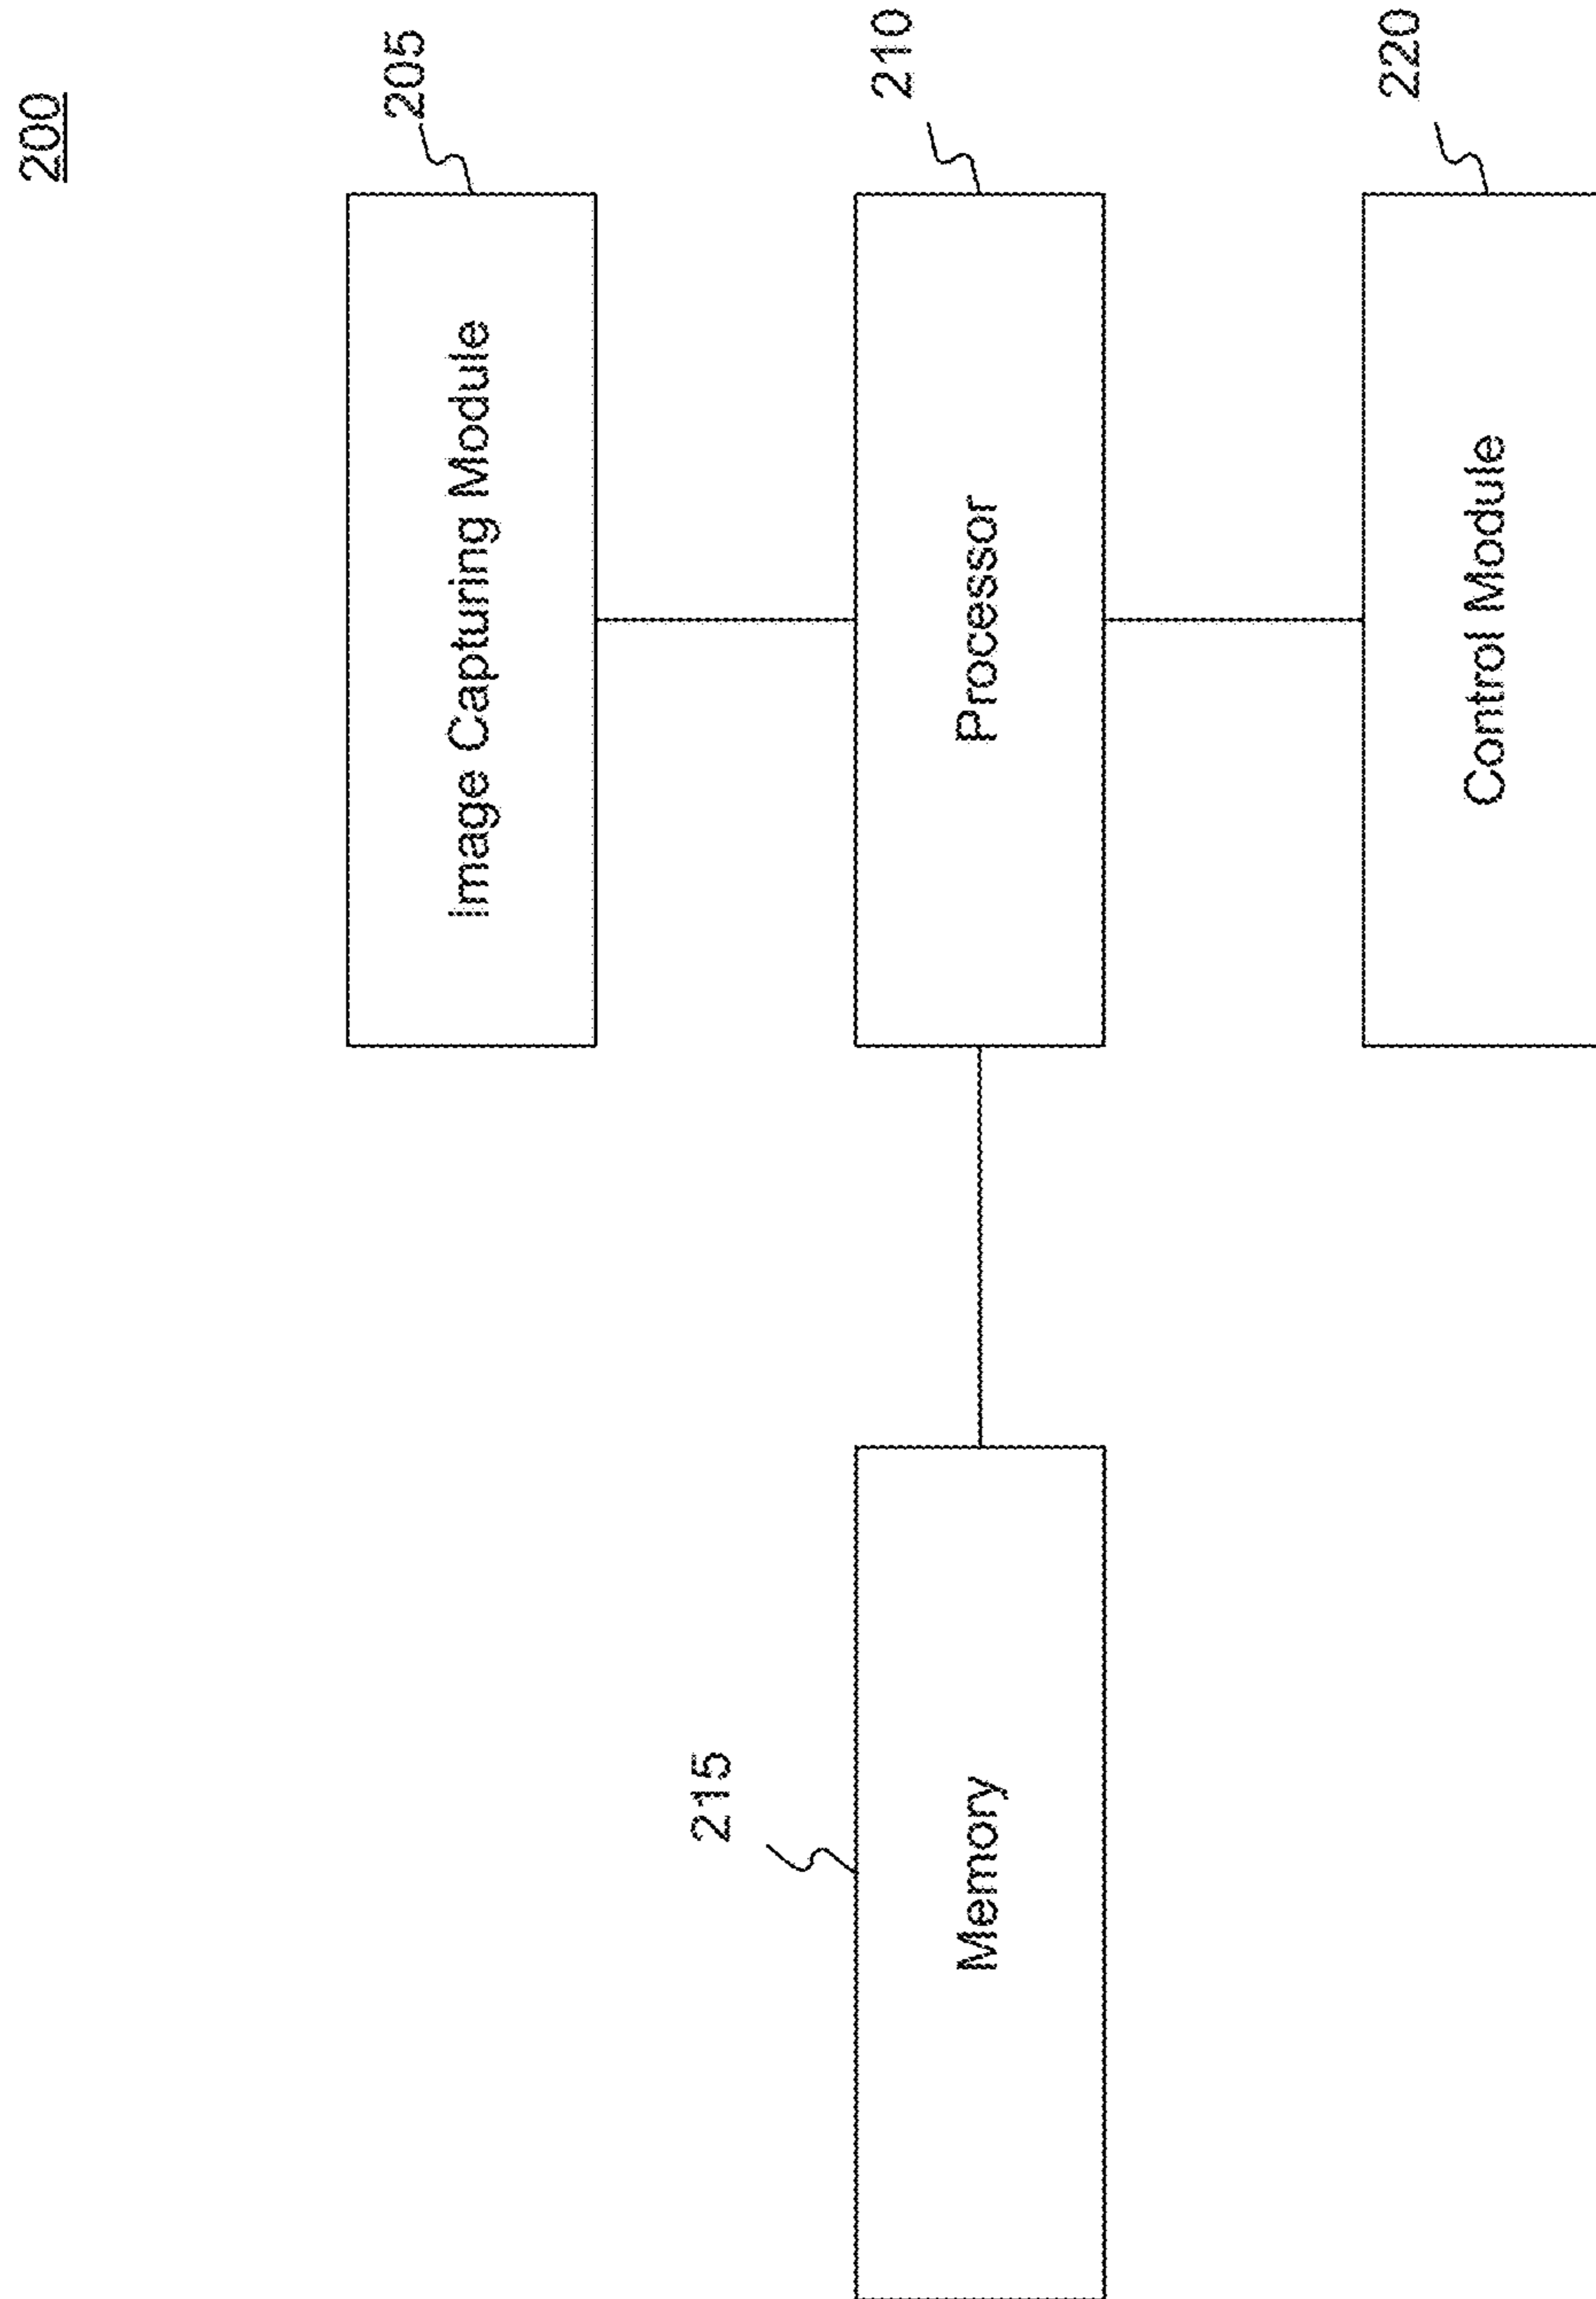 200
205
Image Capturing Module
210
Processor
215
Memory
220
Control Module